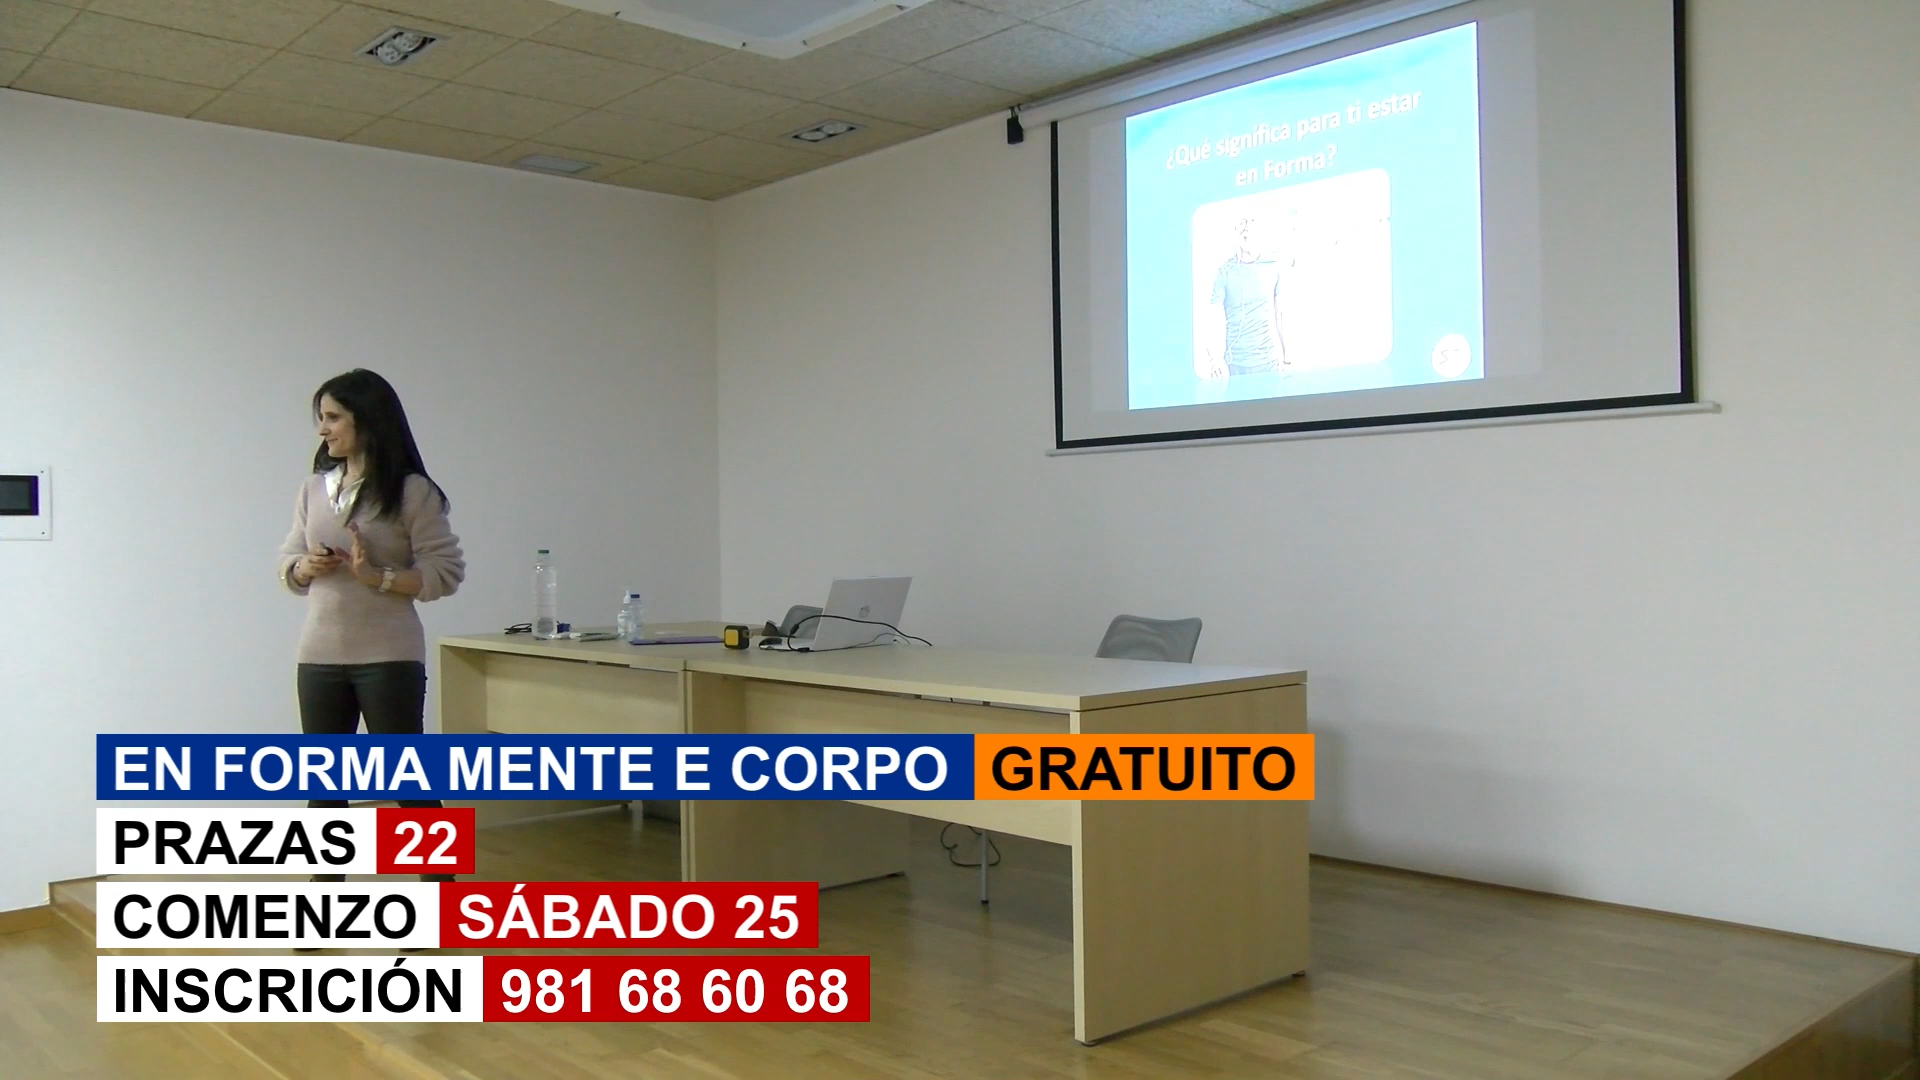 ¿Qué significa para ti estar
en Forma?
EN FORMA MENTE E CORPO GRATUITO
PRAZAS 22
COMENZO SÁBADO 25
INSCRICIÓN 981 68 60 68